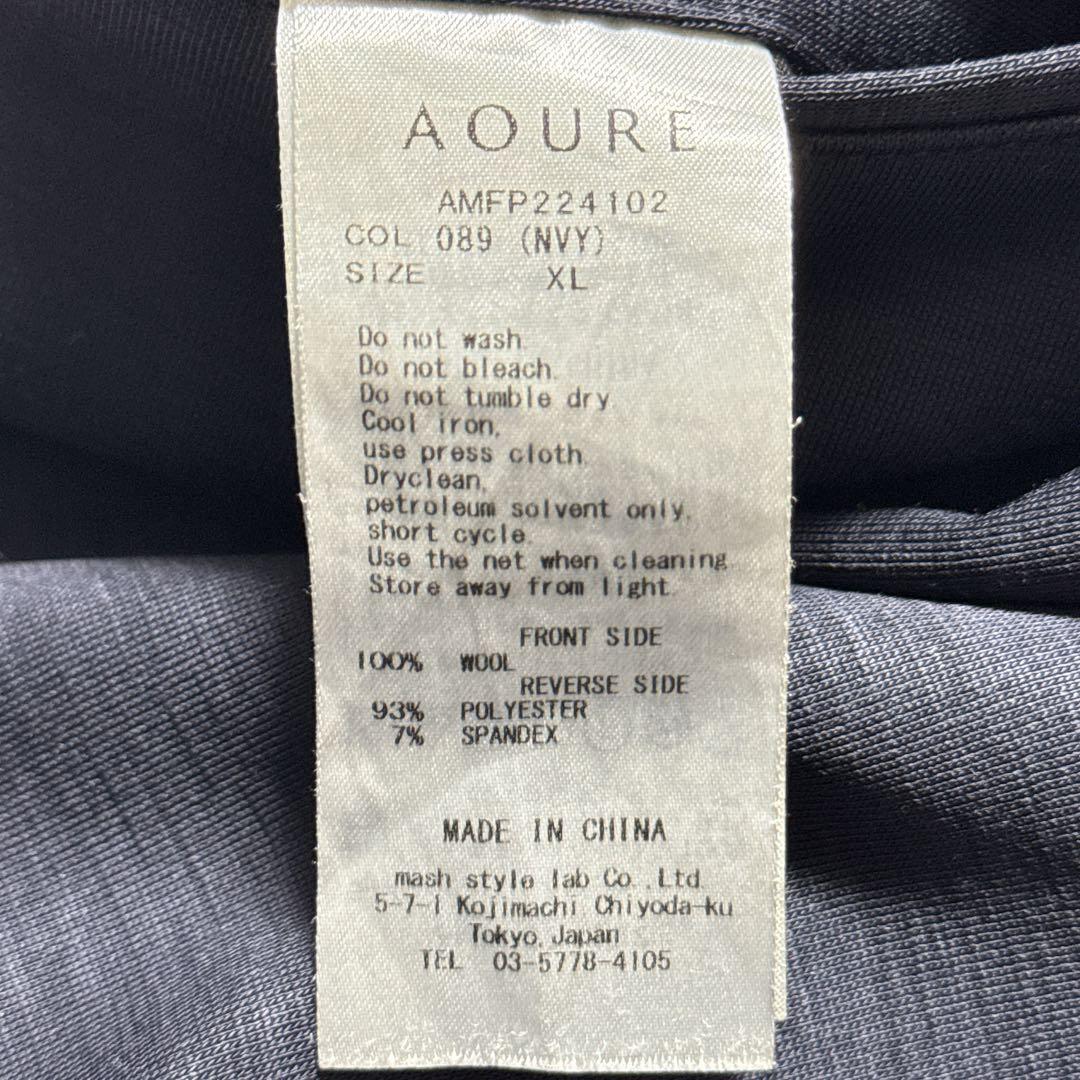 AOURE
AMFP224102
COL 089 (NVY)
SIZE XL
Do not wash.
Do not bleach.
Do not tumble dry
Cool iron,
use press cloth.
Dryclean,
petroleum solvent only,
short cycle.
Use the net when cleaning
Store away from light.
FRONT SIDE
100% WOOL
REVERSE SIDE
93% POLYESTER
7% SPANDEX
MADE IN CHINA
mash style lab Co.,Ltd
5-7-1 Kojimachi Chiyoda-ku
Tokyo, Japan
TEL 03-5778-4105